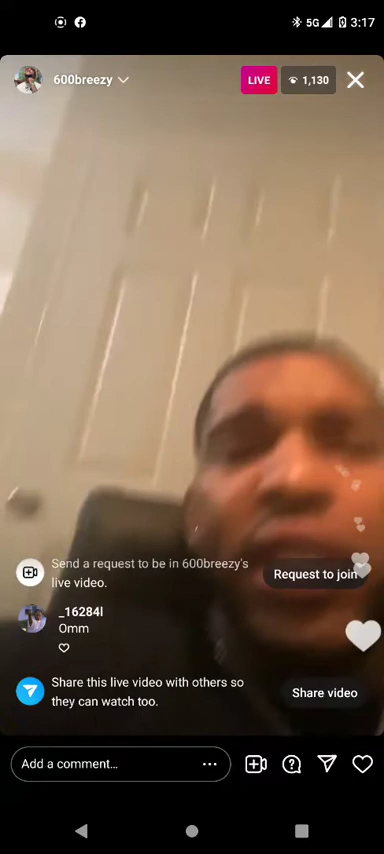 5G 3:17
600breezy LIVE 1,130
Send a request to be in 600breezy's
live video.
Request to join
_16284l
Omm
Share this live video with others so
they can watch too.
Share video
Add a comment...